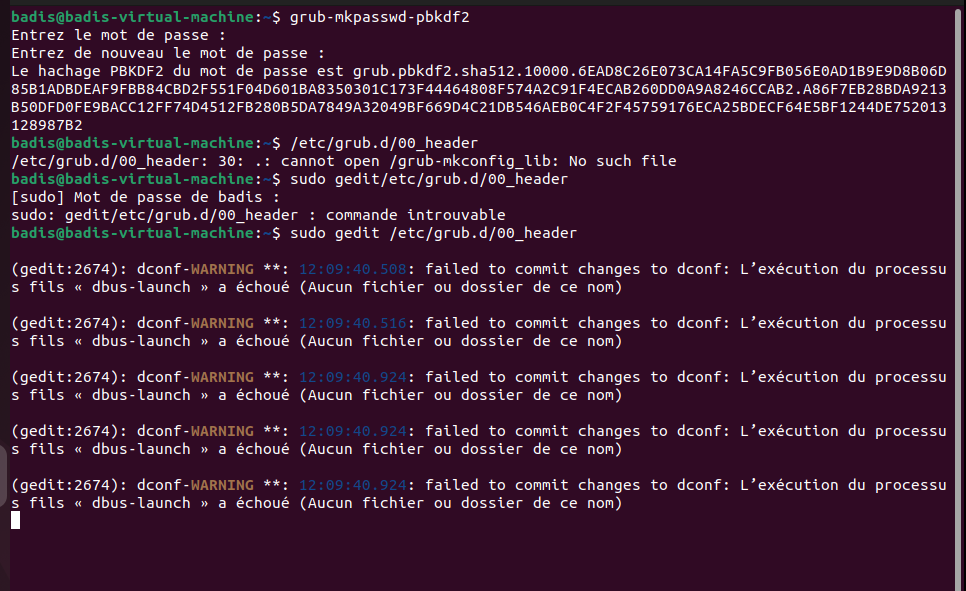 badis@badis-virtual-machine:~$ grub-mkpasswd-pbkdf2
Entrez le mot de passe :
Entrez de nouveau le mot de passe :
Le hachage PBKDF2 du mot de passe est grub.pbkdf2.sha512.10000.6EAD8C26E073CA14FA5C9FB056E0AD1B9E9D8B06D
85B1ADBDEAF9FBB84CBD2F551F04D601BA8350301C173F44464808F574A2C91F4ECAB260DD0A9A8246CCAB2.A86F7EB28BDA9213
B50DFD0FE9BACC12FF74D4512FB280B5DA7849A32049BF669D4C21DB546AEB0C4F2F45759176ECA25BDECF64E5BF1244DE752013
128987B2
badis@badis-virtual-machine:~$ /etc/grub.d/00_header
/etc/grub.d/00_header: 30: .: cannot open /grub-mkconfig_lib: No such file
badis@badis-virtual-machine:~$ sudo gedit/etc/grub.d/00_header
[sudo] Mot de passe de badis :
sudo: gedit/etc/grub.d/00_header : commande introuvable
badis@badis-virtual-machine:~$ sudo gedit /etc/grub.d/00_header
(gedit:2674): dconf-WARNING **: 12:09:40.508: failed to commit changes to dconf: L’exécution du processu
s fils « dbus-launch » a échoué (Aucun fichier ou dossier de ce nom)
(gedit:2674): dconf-WARNING **: 12:09:40.516: failed to commit changes to dconf: L’exécution du processu
s fils « dbus-launch » a échoué (Aucun fichier ou dossier de ce nom)
(gedit:2674): dconf-WARNING **: 12:09:40.924: failed to commit changes to dconf: L’exécution du processu
s fils « dbus-launch » a échoué (Aucun fichier ou dossier de ce nom)
(gedit:2674): dconf-WARNING **: 12:09:40.924: failed to commit changes to dconf: L’exécution du processu
s fils « dbus-launch » a échoué (Aucun fichier ou dossier de ce nom)
(gedit:2674): dconf-WARNING **: 12:09:40.924: failed to commit changes to dconf: L’exécution du processu
s fils « dbus-launch » a échoué (Aucun fichier ou dossier de ce nom)